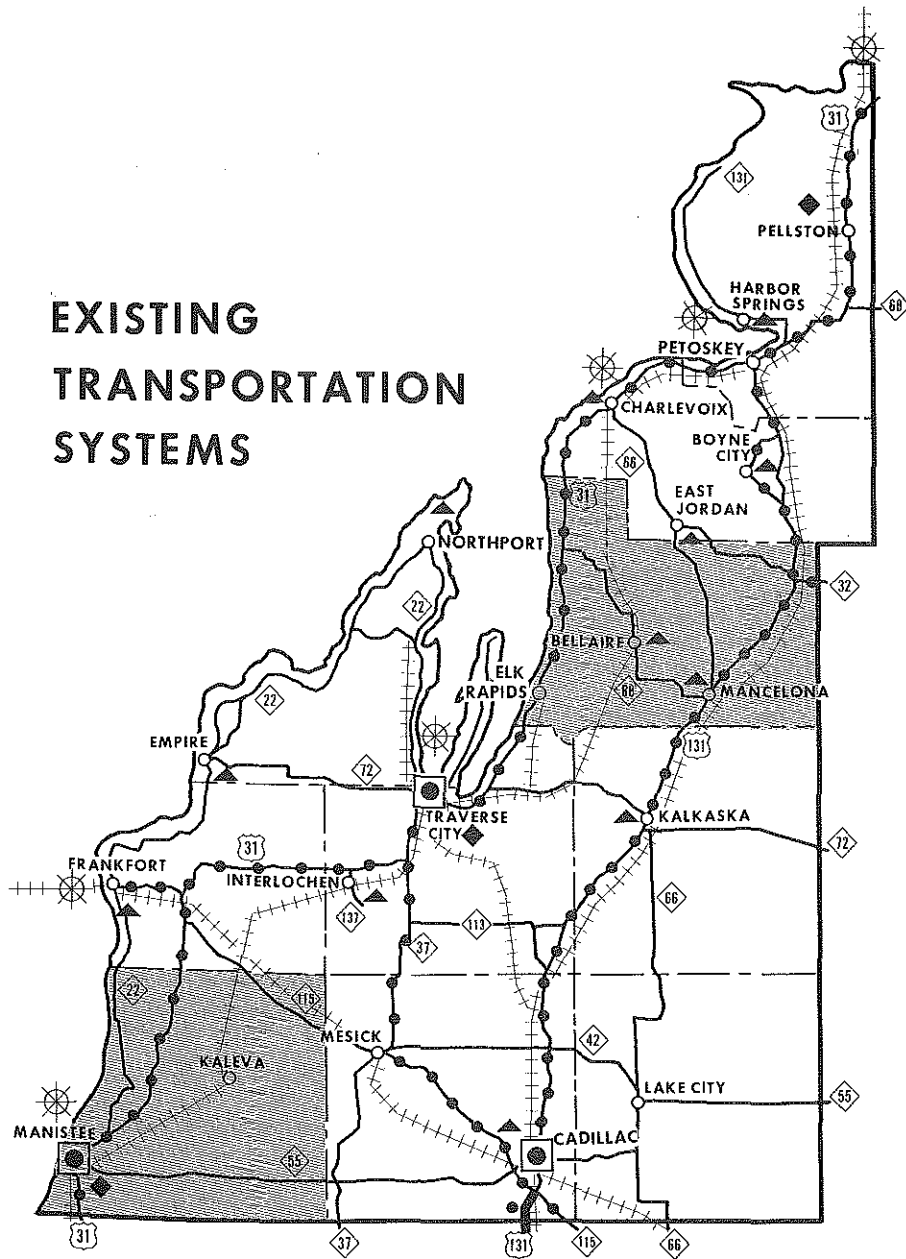 EXISTING
TRANSPORTATION
SYSTEMS
31
131
PELLSTON
HARBOR
SPRINGS
68
PETOSKEY
CHARLEVOIX
BOYNE
CITY
66
31
EAST
JORDAN
NORTHPORT
32
22
BELLAIRE
ELK
RAPIDS
88
MANCELONA
22
131
EMPIRE
72
TRAVERSE
CITY
KALKASKA
72
31
FRANKFORT
INTERLOCHEN
137
66
113
37
22
115
MESICK
42
KALEVA
LAKE CITY
55
MANISTEE
CADILLAC
55
31
37
131
115
66